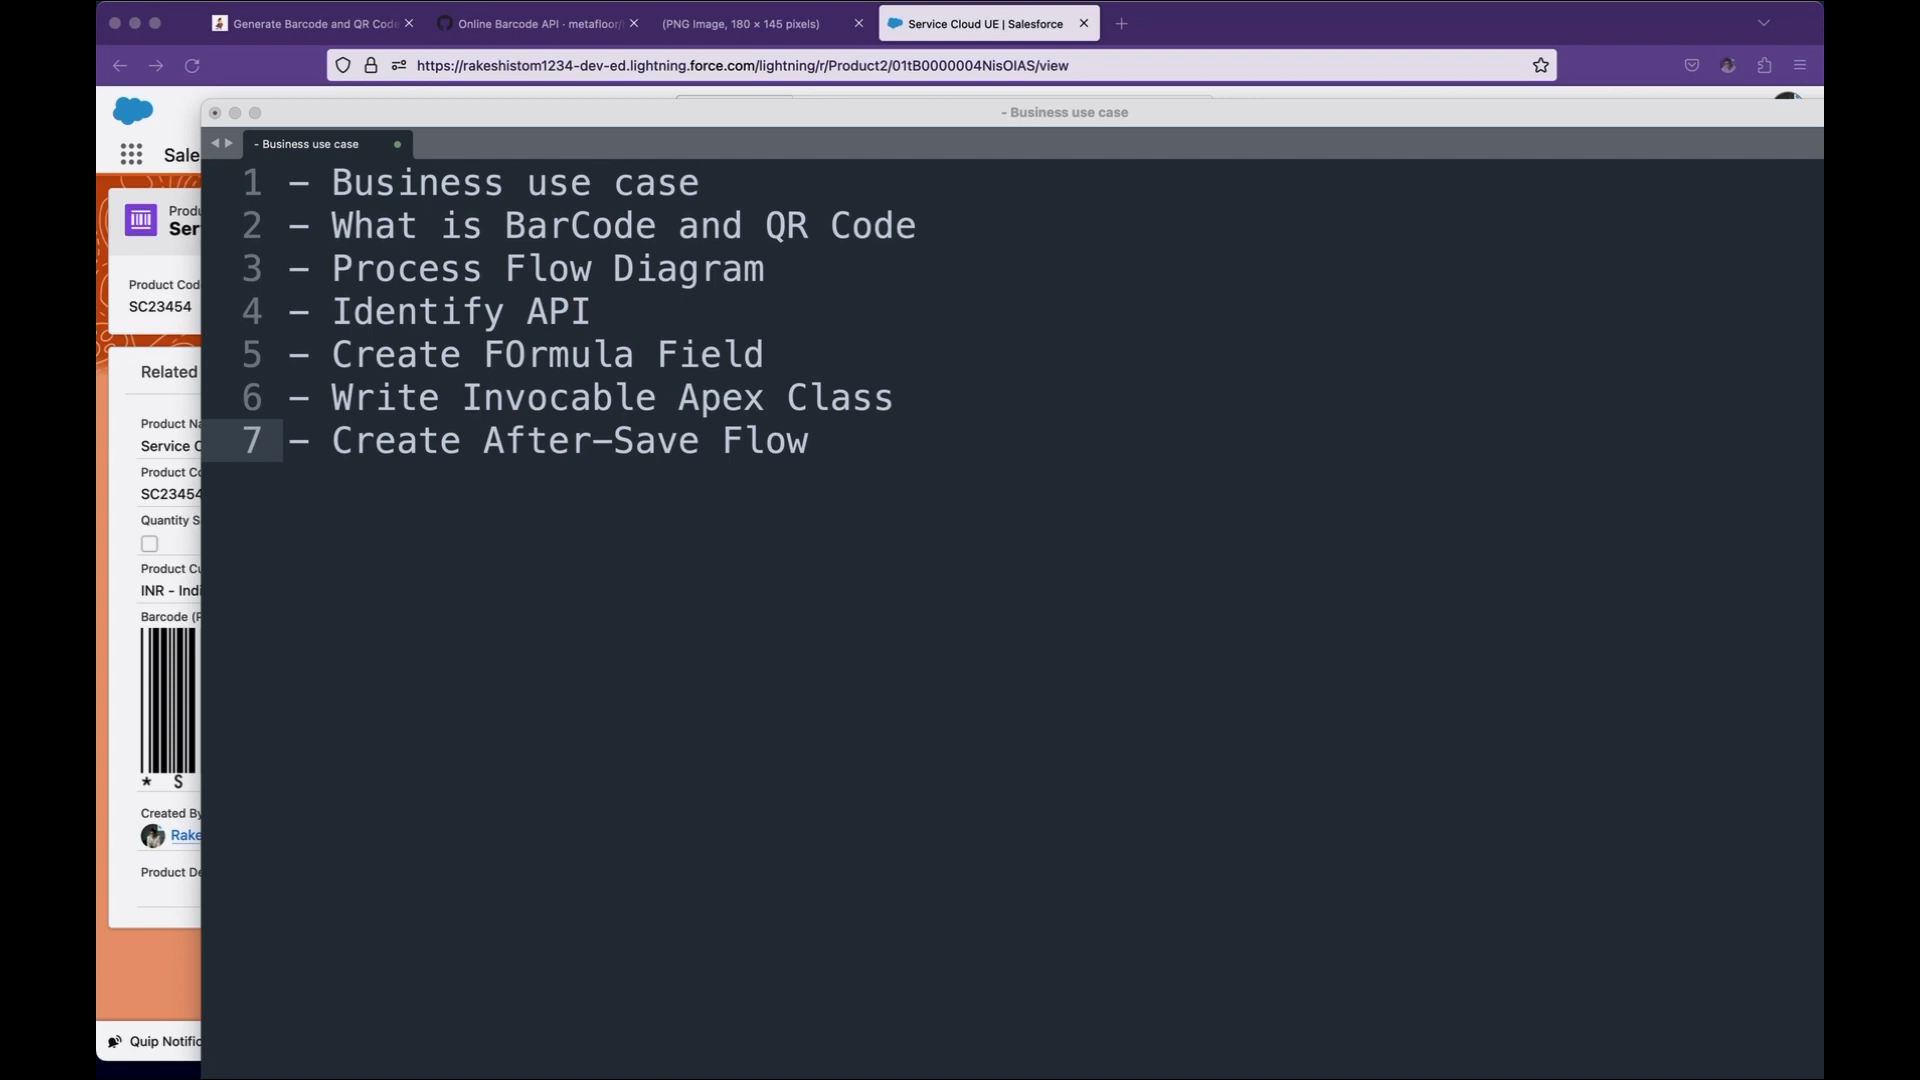 Generate Barcode and QR Code
Online Barcode API · metafloor/
(PNG Image, 180 × 145 pixels)
Service Cloud UE | Salesforce
https://rakeshistom1234-dev-ed.lightning.force.com/lightning/r/Product2/01tB0000004NisOIAS/view
- Business use case
- Business use case
Sale
1 - Business use case
2 - What is BarCode and QR Code
3 - Process Flow Diagram
4 - Identify API
5 - Create FOrmula Field
6 - Write Invocable Apex Class
7 - Create After-Save Flow
Produ
Ser
Product Cod
SC23454
Related
Product Na
Service C
Product Co
SC23454
Quantity S
Product Cu
INR - Indi
Barcode (
* S
Created By
Rake
Product De
Quip Notific